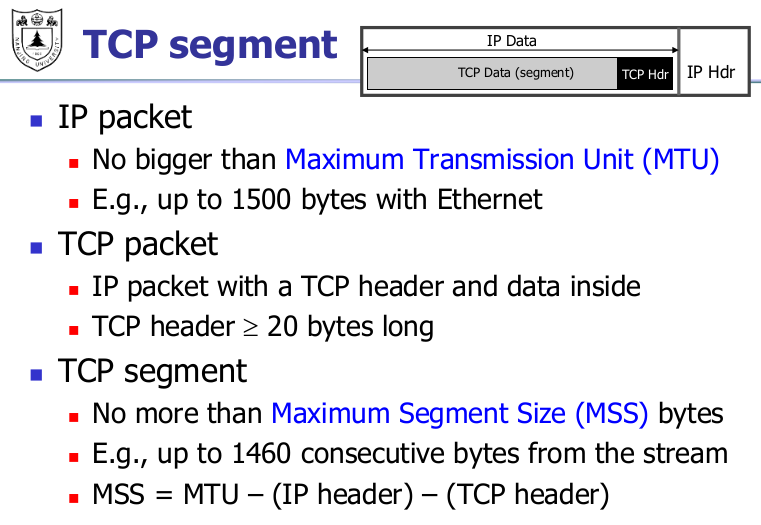 TCP segment
IP Data
TCP Data (segment)
TCP Hdr
IP Hdr
IP packet
No bigger than Maximum Transmission Unit (MTU)
E.g., up to 1500 bytes with Ethernet
TCP packet
IP packet with a TCP header and data inside
TCP header ≥ 20 bytes long
TCP segment
No more than Maximum Segment Size (MSS) bytes
E.g., up to 1460 consecutive bytes from the stream
MSS = MTU – (IP header) – (TCP header)